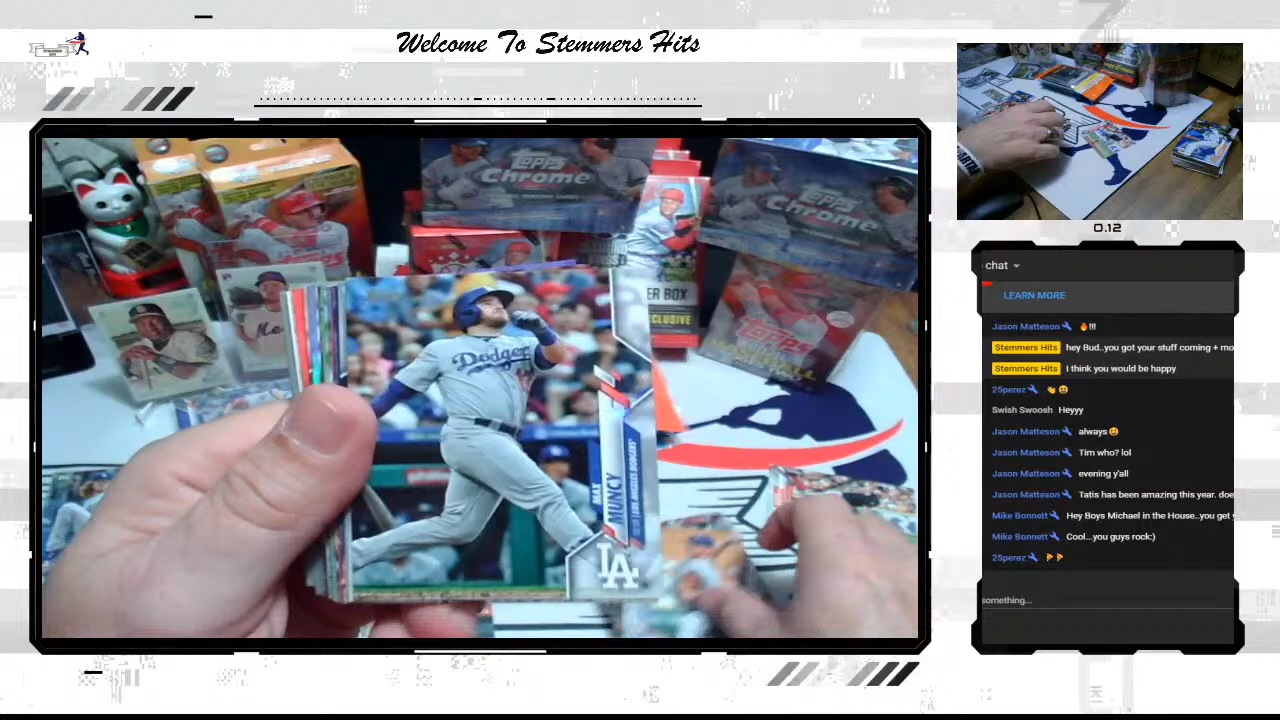 Welcome To Stemmers Hits
topps
Chrome
topps
Chrome
ER BOX
EXCLUSIVE
topps
Dodgers
MAX
MUNCY
LOS ANGELES DODGERS
LA
Mets
0.12
chat
LEARN MORE
Jason Matteson 🔥!!!
Stemmers Hits hey Bud..you got your stuff coming + mo
Stemmers Hits I think you would be happy
25perez 👏😀
Swish Swoosh Heyyy
Jason Matteson always😀
Jason Matteson Tim who? lol
Jason Matteson evening y'all
Jason Matteson Tatis has been amazing this year. doe
Mike Bonnett Hey Boys Michael in the House..you get y
Mike Bonnett Cool...you guys rock:)
25perez 🍕🍕
something...